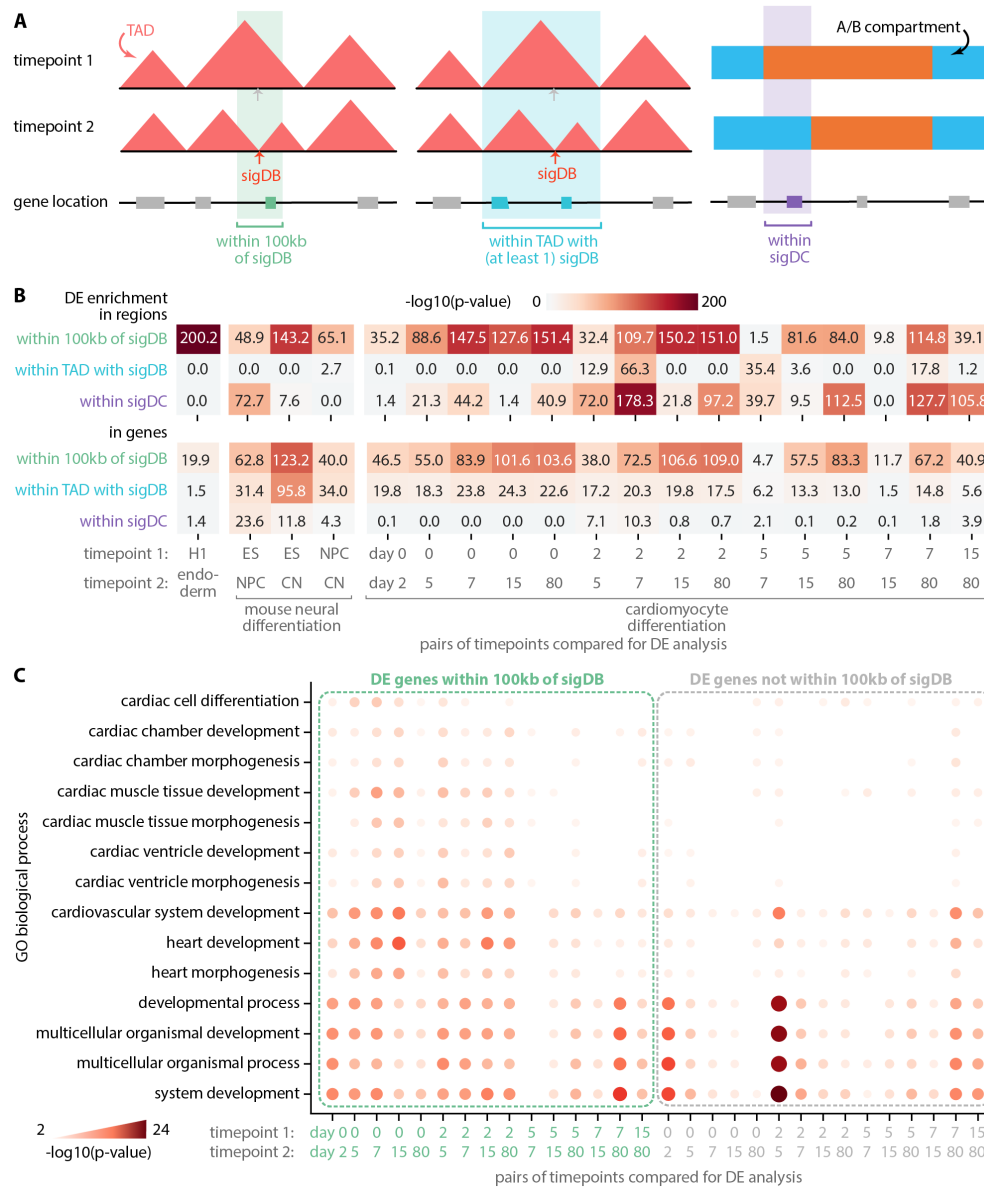 A
TAD
A/B compartment
timepoint 1
timepoint 2
sigDB
sigDB
gene location
within 100kb
of sigDB
within TAD with
(at least 1) sigDB
within
sigDC
B
DE enrichment
in regions
-log10(p-value) 0 200
within 100kb of sigDB 200.2 48.9 143.2 65.1 35.2 88.6 147.5 127.6 151.4 32.4 109.7 150.2 151.0 1.5 81.6 84.0 9.8 114.8 39.1
within TAD with sigDB 0.0 0.0 0.0 2.7 0.1 0.0 0.0 0.0 0.0 12.9 66.3 0.0 0.0 35.4 3.6 0.0 0.0 17.8 1.2
within sigDC 0.0 72.7 7.6 0.0 1.4 21.3 44.2 1.4 40.9 72.0 178.3 21.8 97.2 39.7 9.5 112.5 0.0 127.7 105.8
in genes
within 100kb of sigDB 19.9 62.8 123.2 40.0 46.5 55.0 83.9 101.6 103.6 38.0 72.5 106.6 109.0 4.7 57.5 83.3 11.7 67.2 40.9
within TAD with sigDB 1.5 31.4 95.8 34.0 19.8 18.3 23.8 24.3 22.6 17.2 20.3 19.8 17.5 6.2 13.3 13.0 1.5 14.8 5.6
within sigDC 1.4 23.6 11.8 4.3 0.1 0.0 0.0 0.0 0.0 7.1 10.3 0.8 0.7 2.1 0.1 0.2 0.1 1.8 3.9
timepoint 1: H1 ES ES NPC day 0 0 0 0 0 2 2 2 2 5 5 5 7 7 15
timepoint 2: endo-
derm NPC CN CN day 2 5 7 15 80 5 7 15 80 7 15 80 15 80 80
mouse neural
differentiation
cardiomyocyte
differentiation
pairs of timepoints compared for DE analysis
C
DE genes within 100kb of sigDB
DE genes not within 100kb of sigDB
GO biological process
cardiac cell differentiation
cardiac chamber development
cardiac chamber morphogenesis
cardiac muscle tissue development
cardiac muscle tissue morphogenesis
cardiac ventricle development
cardiac ventricle morphogenesis
cardiovascular system development
heart development
heart morphogenesis
developmental process
multicellular organismal development
multicellular organismal process
system development
2 24
-log10(p-value)
timepoint 1: day 0 0 0 0 0 2 2 2 2 5 5 5 7 7 15 0 0 0 0 0 2 2 2 2 5 5 5 7 7 15
timepoint 2: day 2 5 7 15 80 5 7 15 80 7 15 80 15 80 80 2 5 7 15 80 5 7 15 80 7 15 80 15 80 80
pairs of timepoints compared for DE analysis